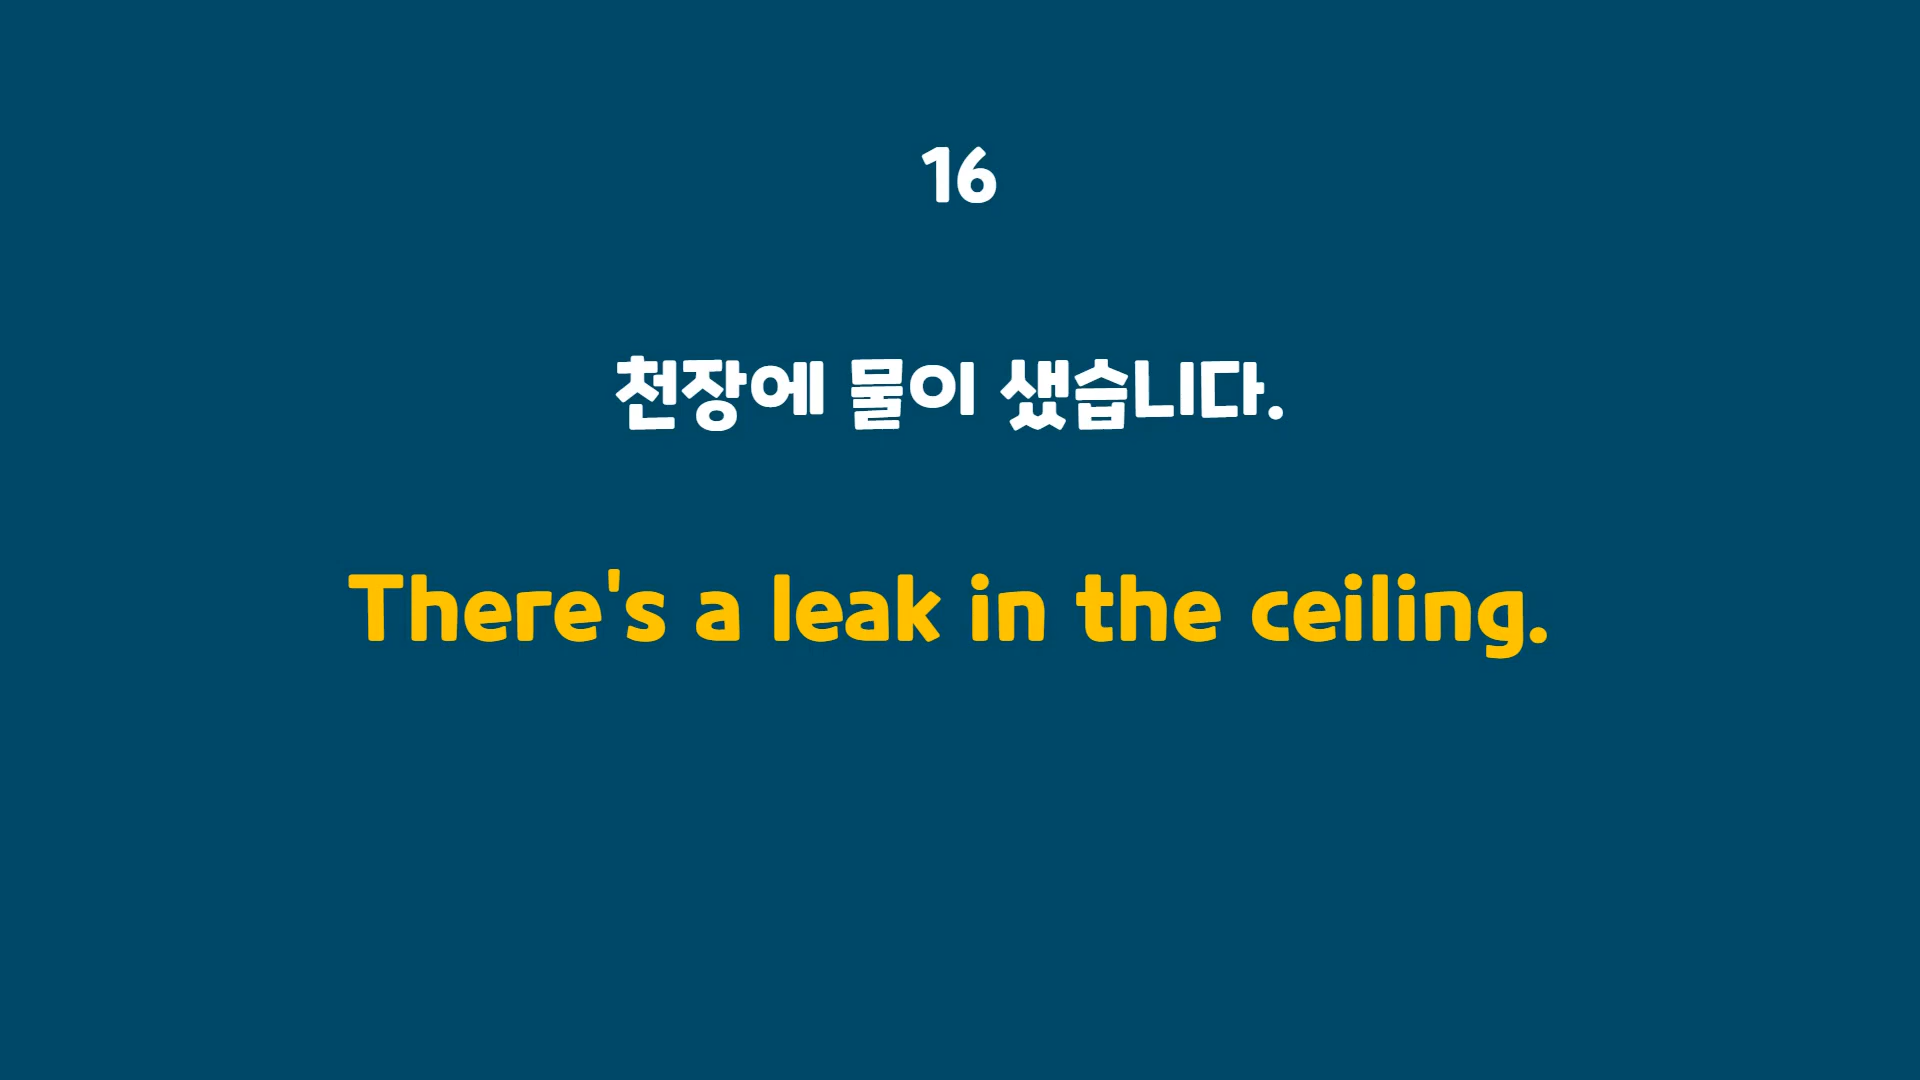 16
천장에 물이 샜습니다.
There's a leak in the ceiling.